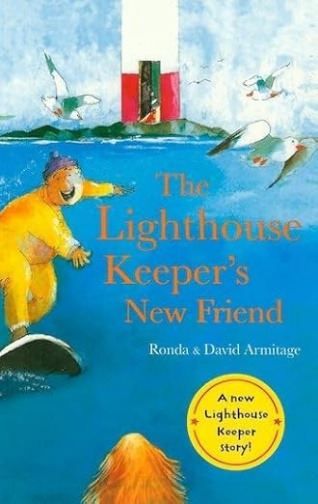 The
Lighthouse
Keeper's
New Friend
Ronda & David Armitage
A new
Lighthouse
Keeper
story!